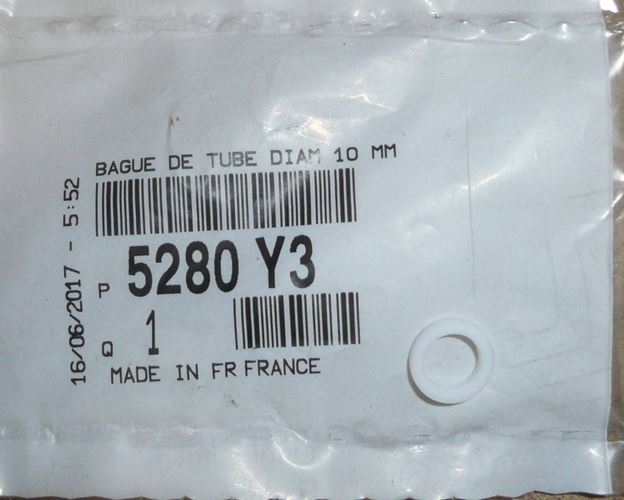 BAGUE DE TUBE DIAM 10 MM
P 5280 Y3
Q 1
MADE IN FR FRANCE
16/06/2017 - 5:52